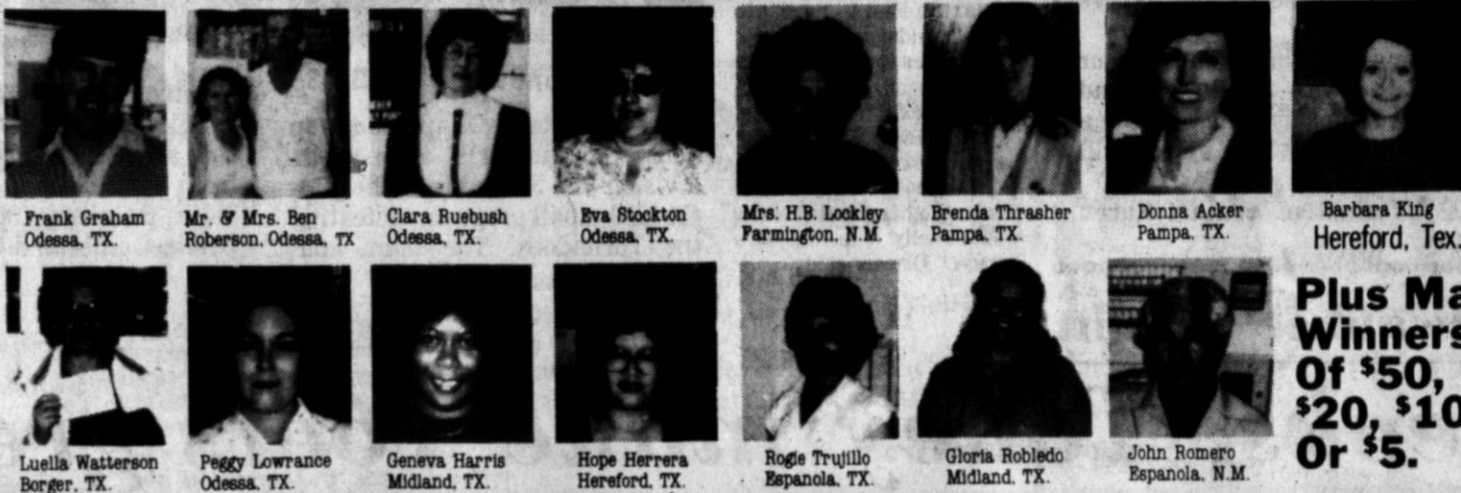 Frank Graham
Odessa, TX.
Mr. & Mrs. Ben
Roberson, Odessa, TX
Clara Ruebush
Odessa, TX.
Eva Stockton
Odessa, TX.
Mrs. H.B. Lockley
Farmington, N.M.
Brenda Thrasher
Pampa, TX.
Donna Acker
Pampa, TX.
Barbara King
Hereford, Tex.
Luella Watterson
Borger, TX.
Peggy Lowrance
Odessa, TX.
Geneva Harris
Midland, TX.
Hope Herrera
Hereford, TX.
Rogie Trujillo
Espanola, TX.
Gloria Robledo
Midland, TX.
John Romero
Espanola, N.M.
Plus Ma
Winners
Of $50,
$20, $10
Or $5.